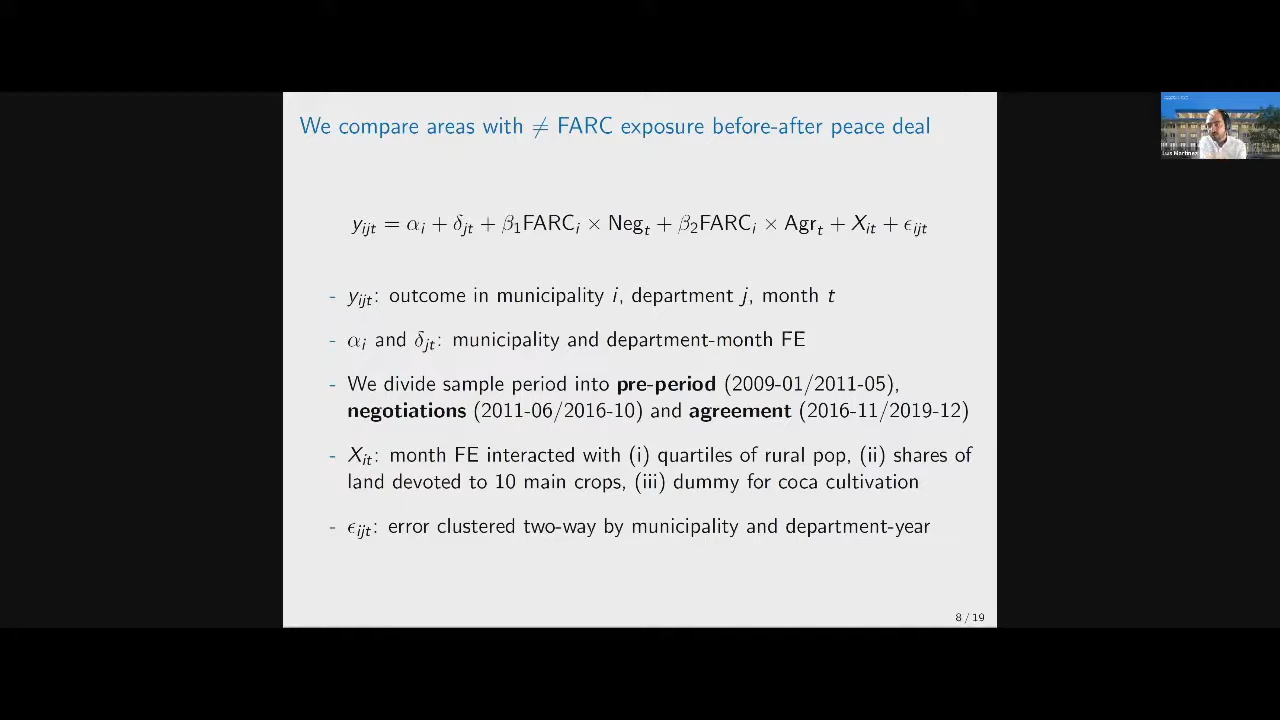 We compare areas with ≠ FARC exposure before-after peace deal
y_ijt = α_i + δ_jt + β_1FARC_i × Neg_t + β_2FARC_i × Agr_t + X_it + ϵ_ijt
- y_ijt: outcome in municipality i, department j, month t
- α_i and δ_jt: municipality and department-month FE
- We divide sample period into pre-period (2009-01/2011-05),
negotiations (2011-06/2016-10) and agreement (2016-11/2019-12)
- X_it: month FE interacted with (i) quartiles of rural pop, (ii) shares of
land devoted to 10 main crops, (iii) dummy for coca cultivation
- ϵ_ijt: error clustered two-way by municipality and department-year
8 / 19
Luis Martinez